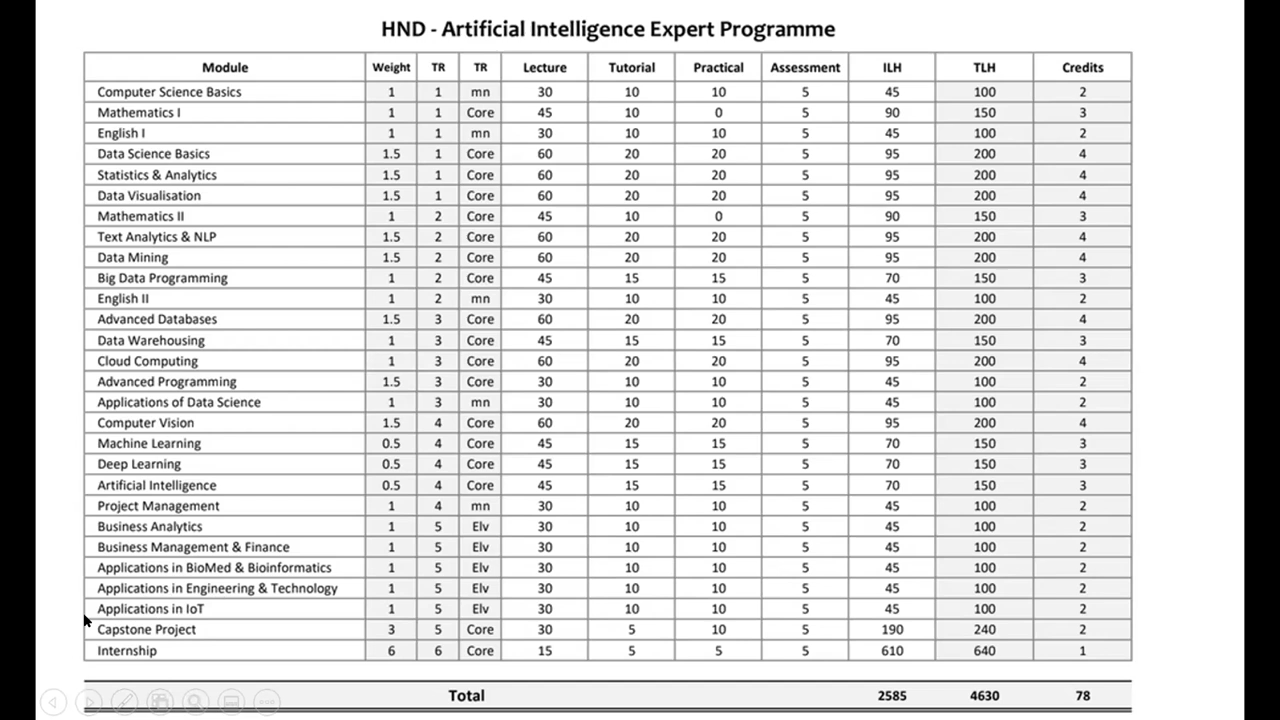 HND - Artificial Intelligence Expert Programme
Module Weight TR TR Lecture Tutorial Practical Assessment ILH TLH Credits
Computer Science Basics 1 1 mn 30 10 10 5 45 100 2
Mathematics I 1 1 Core 45 10 0 5 90 150 3
English I 1 1 mn 30 10 10 5 45 100 2
Data Science Basics 1.5 1 Core 60 20 20 5 95 200 4
Statistics & Analytics 1.5 1 Core 60 20 20 5 95 200 4
Data Visualisation 1.5 1 Core 60 20 20 5 95 200 4
Mathematics II 1 2 Core 45 10 0 5 90 150 3
Text Analytics & NLP 1.5 2 Core 60 20 20 5 95 200 4
Data Mining 1.5 2 Core 60 20 20 5 95 200 4
Big Data Programming 1 2 Core 45 15 15 5 70 150 3
English II 1 2 mn 30 10 10 5 45 100 2
Advanced Databases 1.5 3 Core 60 20 20 5 95 200 4
Data Warehousing 1 3 Core 45 15 15 5 70 150 3
Cloud Computing 1 3 Core 60 20 20 5 95 200 4
Advanced Programming 1.5 3 Core 30 10 10 5 45 100 2
Applications of Data Science 1 3 mn 30 10 10 5 45 100 2
Computer Vision 1.5 4 Core 60 20 20 5 95 200 4
Machine Learning 0.5 4 Core 45 15 15 5 70 150 3
Deep Learning 0.5 4 Core 45 15 15 5 70 150 3
Artificial Intelligence 0.5 4 Core 45 15 15 5 70 150 3
Project Management 1 4 mn 30 10 10 5 45 100 2
Business Analytics 1 5 Elv 30 10 10 5 45 100 2
Business Management & Finance 1 5 Elv 30 10 10 5 45 100 2
Applications in BioMed & Bioinformatics 1 5 Elv 30 10 10 5 45 100 2
Applications in Engineering & Technology 1 5 Elv 30 10 10 5 45 100 2
Applications in IoT 1 5 Elv 30 10 10 5 45 100 2
Capstone Project 3 5 Core 30 5 10 5 190 240 2
Internship 6 6 Core 15 5 5 5 610 640 1
Total 2585 4630 78